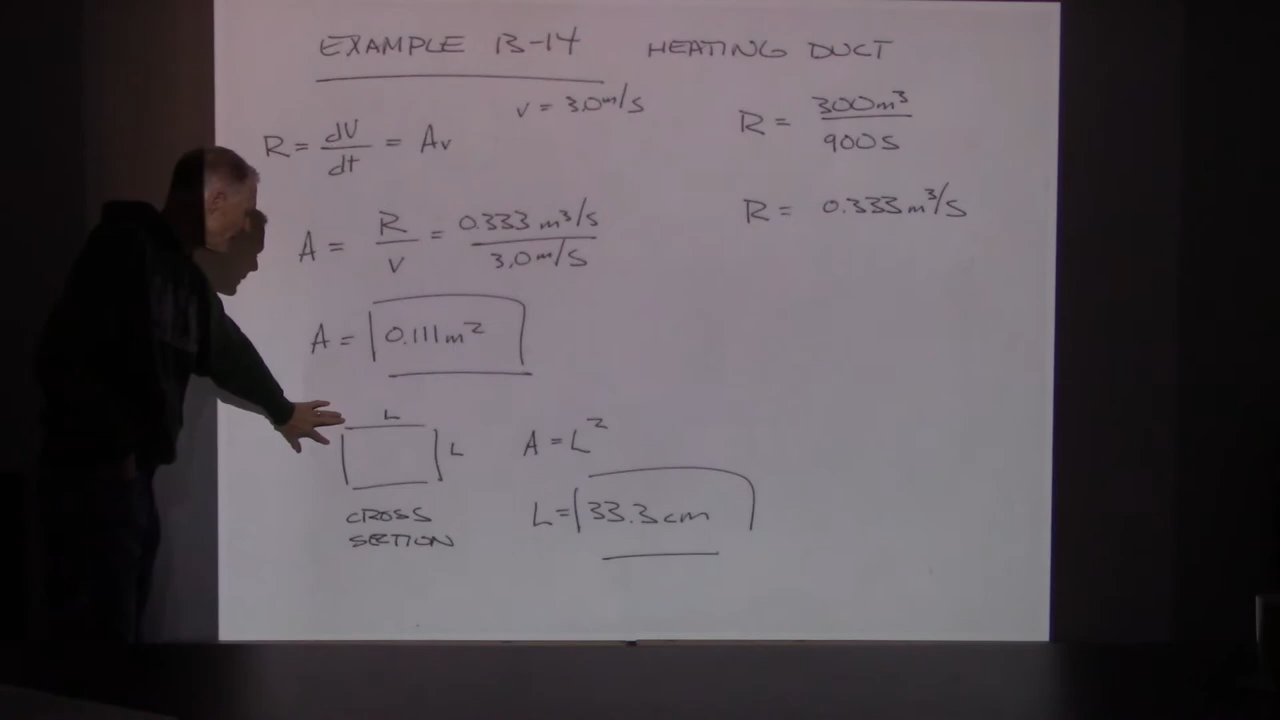 EXAMPLE 13-14 HEATING DUCT
v = 3.0 m/s
R = dV/dt = Av
R = 300 m³/900 s
R = 0.333 m³/s
A = R/v = 0.333 m³/s / 3.0 m/s
A = 0.111 m²
L
L
A = L²
L = 33.3 cm
CROSS
SECTION